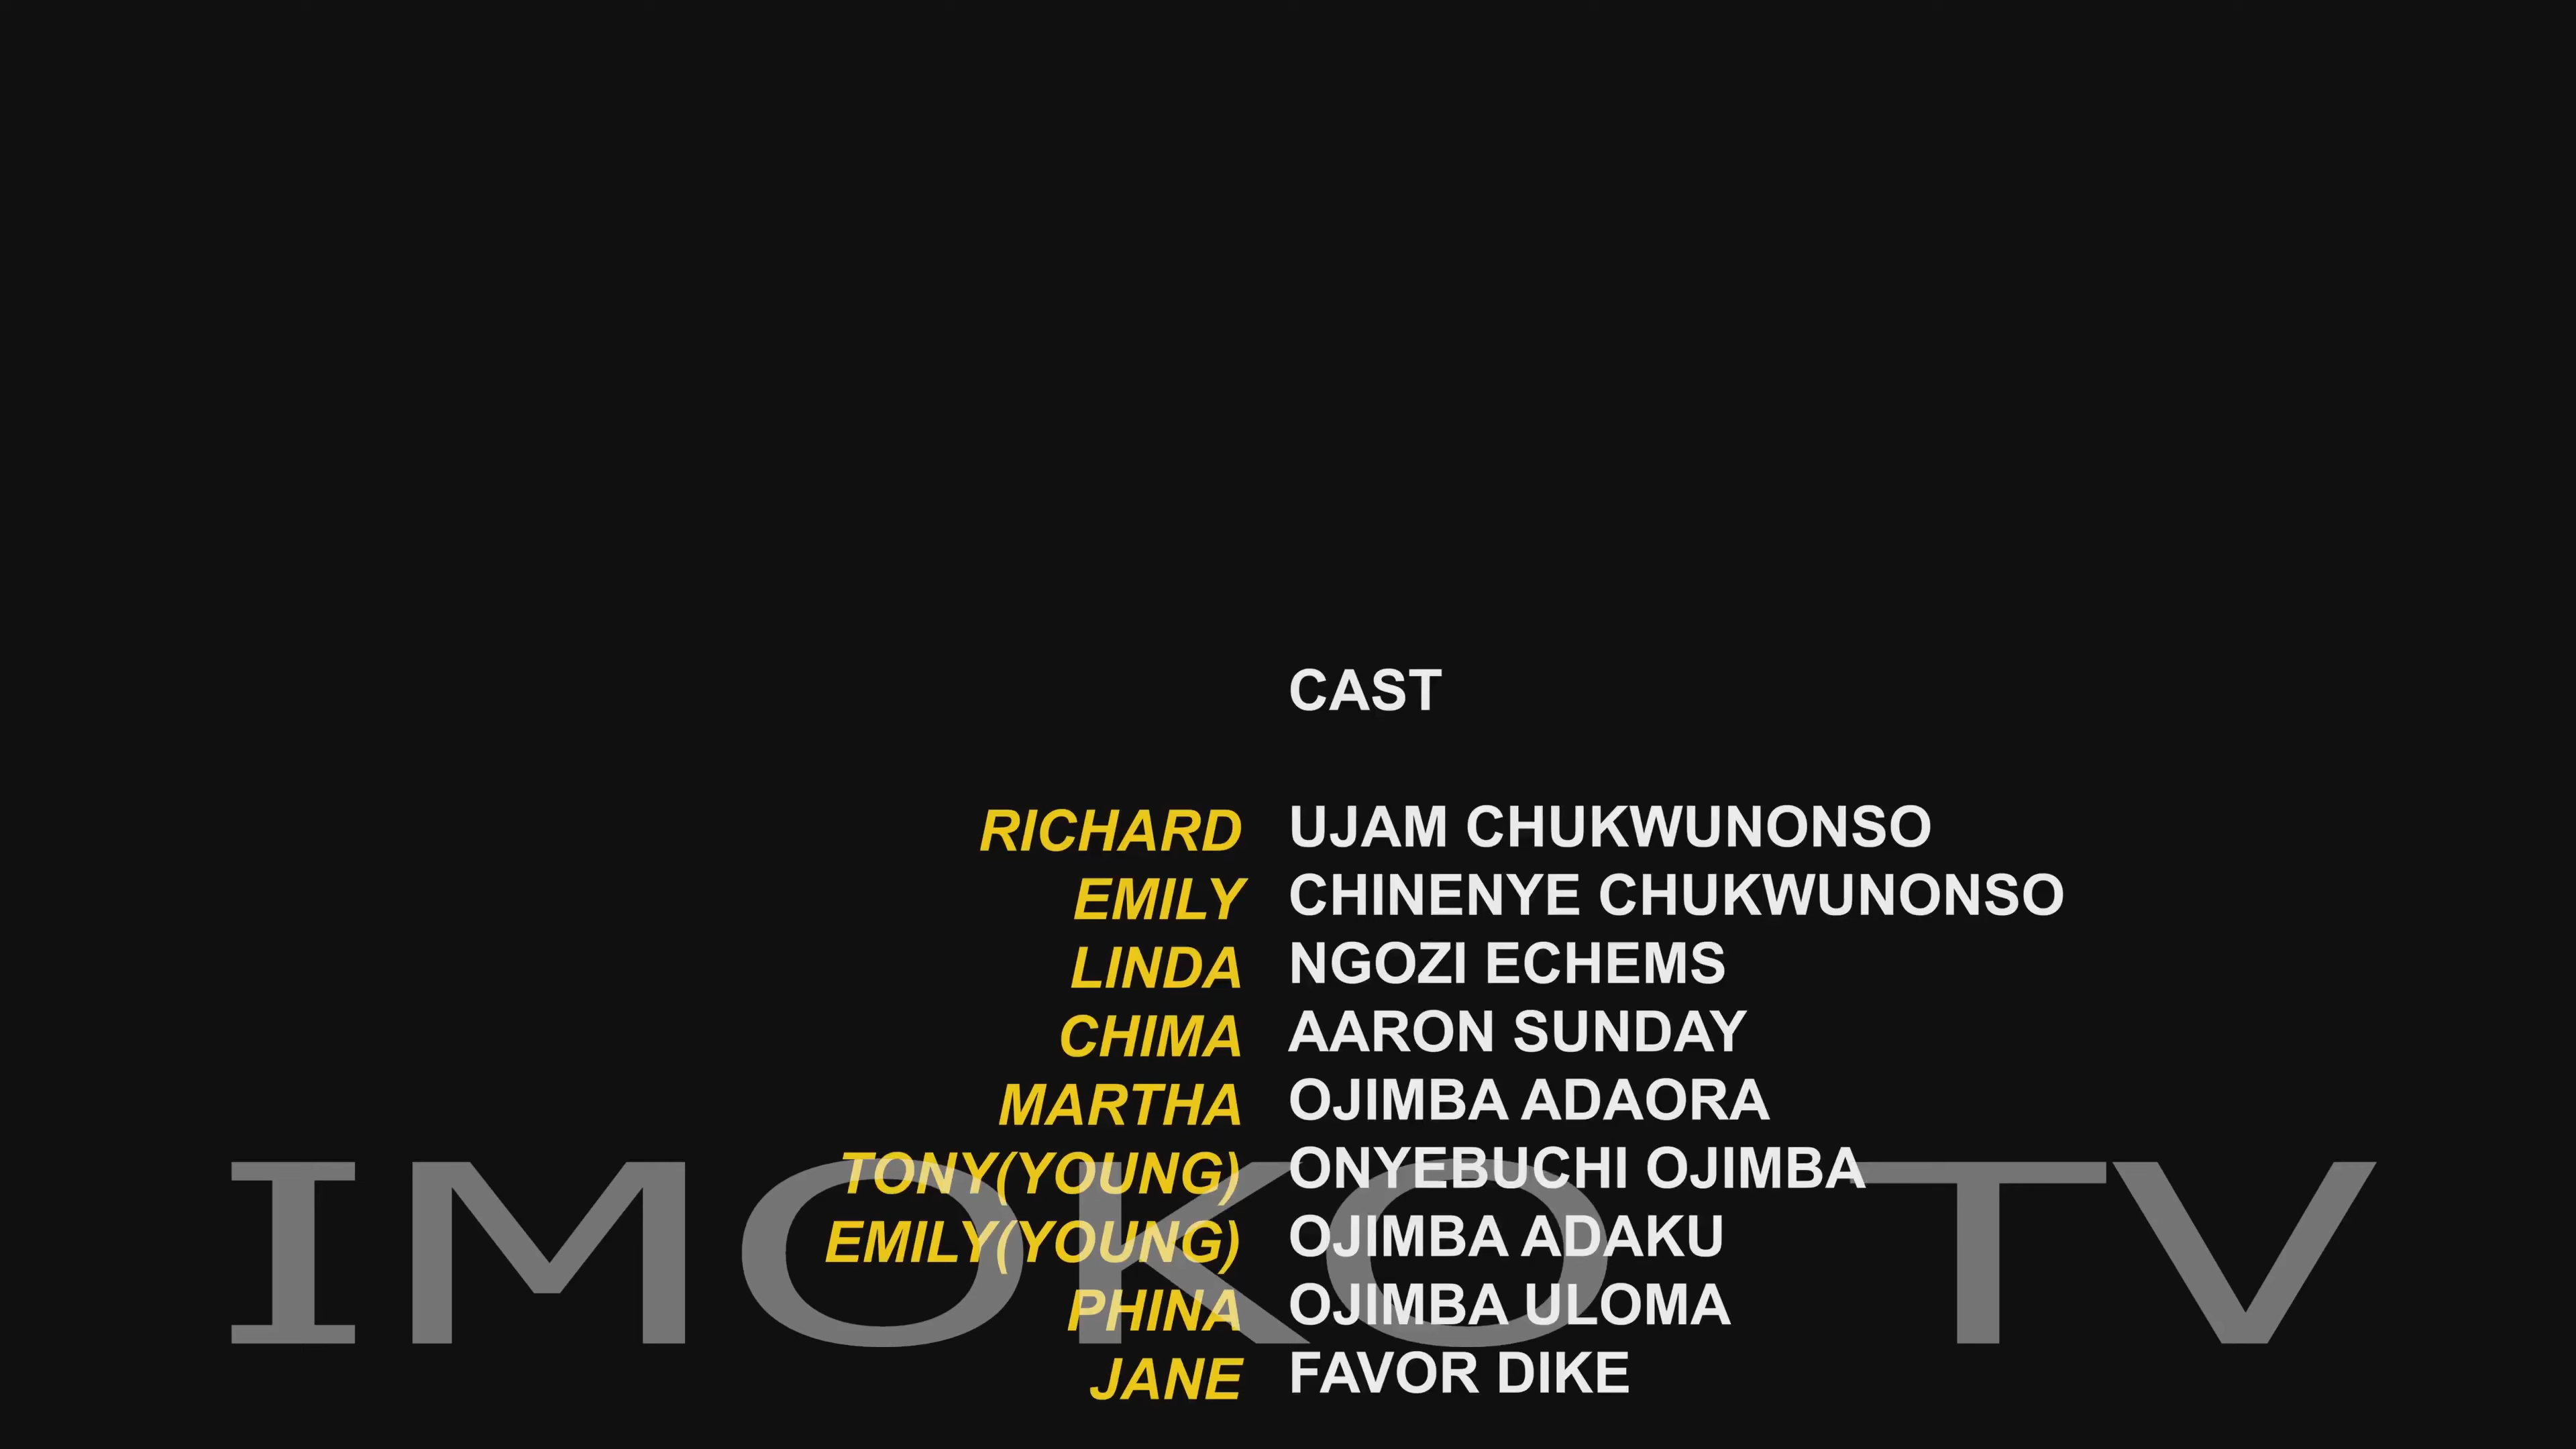 CAST
RICHARD UJAM CHUKWUNONSO
EMILY CHINENYE CHUKWUNONSO
LINDA NGOZI ECHEMS
CHIMA AARON SUNDAY
MARTHA OJIMBA ADAORA
TONY(YOUNG) ONYEBUCHI OJIMBA
EMILY(YOUNG) OJIMBA ADAKU
PHINA OJIMBA ULOMA
JANE FAVOR DIKE
IMOKO TV